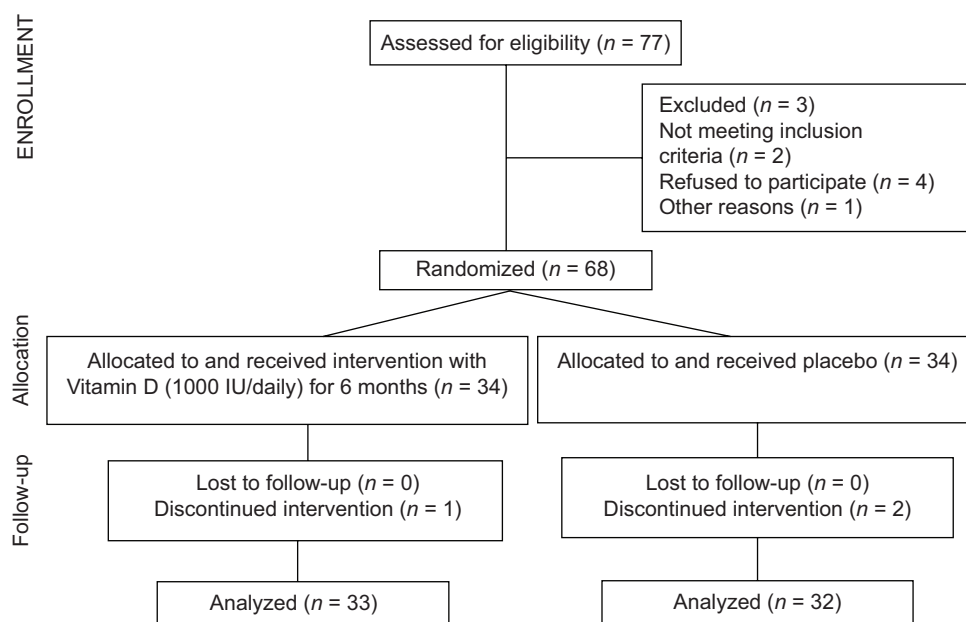 ENROLLMENT
Assessed for eligibility (n = 77)
Excluded (n = 3)
Not meeting inclusion
criteria (n = 2)
Refused to participate (n = 4)
Other reasons (n = 1)
Randomized (n = 68)
Allocation
Allocated to and received intervention with
Vitamin D (1000 IU/daily) for 6 months (n = 34)
Allocated to and received placebo (n = 34)
Follow-up
Lost to follow-up (n = 0)
Discontinued intervention (n = 1)
Lost to follow-up (n = 0)
Discontinued intervention (n = 2)
Analyzed (n = 33)
Analyzed (n = 32)